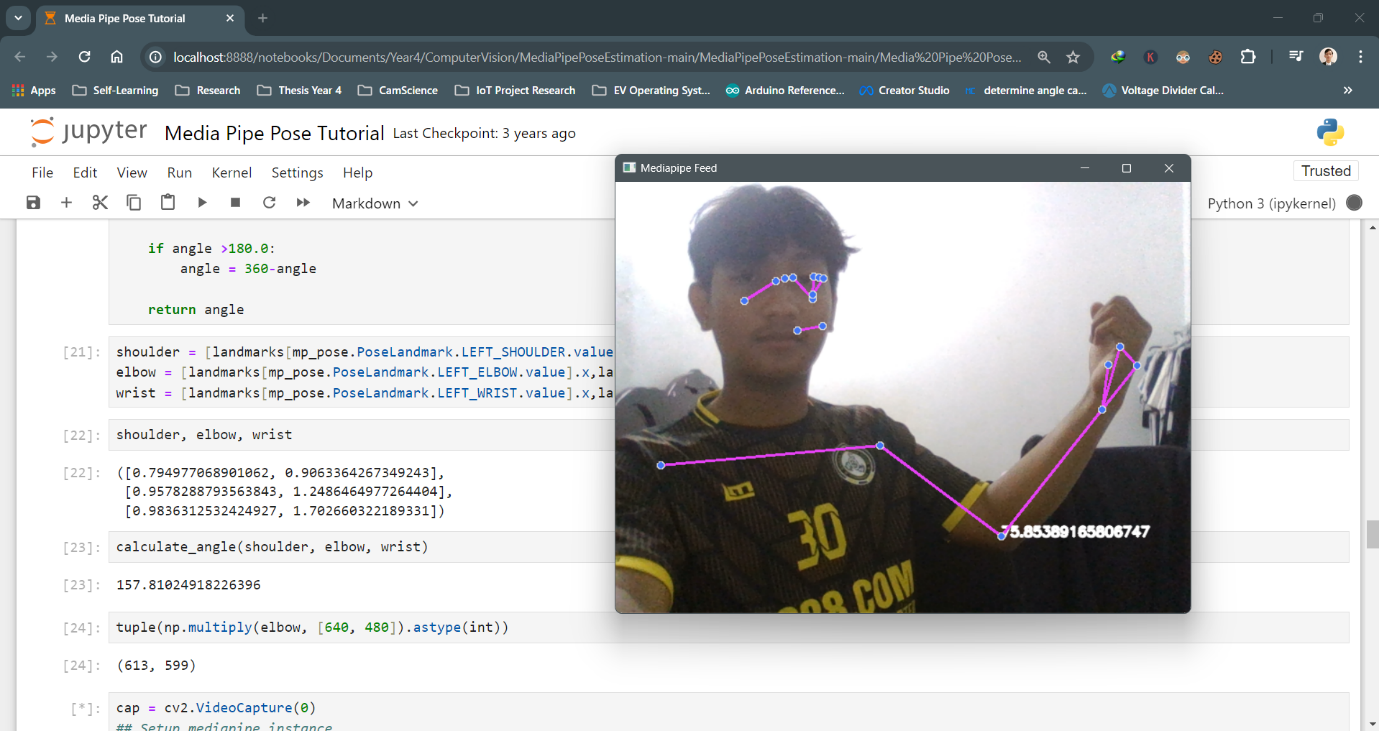 Media Pipe Pose Tutorial
localhost:8888/notebooks/Documents/Year4/ComputerVision/MediaPipePoseEstimation-main/MediaPipePoseEstimation-main/Media%20Pipe%20Pose...
Apps Self-Learning Research Thesis Year 4 CamScience IoT Project Research EV Operating Syst... Arduino Reference... Creator Studio determine angle ca... Voltage Divider Cal... »
jupyter Media Pipe Pose Tutorial Last Checkpoint: 3 years ago
File Edit View Run Kernel Settings Help
Trusted
Markdown
Python 3 (ipykernel)
if angle >180.0:
angle = 360-angle
return angle
[21]: shoulder = [landmarks[mp_pose.PoseLandmark.LEFT_SHOULDER.value
elbow = [landmarks[mp_pose.PoseLandmark.LEFT_ELBOW.value].x,la
wrist = [landmarks[mp_pose.PoseLandmark.LEFT_WRIST.value].x,la
[22]: shoulder, elbow, wrist
[22]: ([0.794977068901062, 0.9063364267349243],
[0.9578288793563843, 1.2486464977264404],
[0.9836312532424927, 1.702660322189331])
[23]: calculate_angle(shoulder, elbow, wrist)
[23]: 157.81024918226396
[24]: tuple(np.multiply(elbow, [640, 480]).astype(int))
[24]: (613, 599)
[*]: cap = cv2.VideoCapture(0)
## Setup mediapipe instance
Mediapipe Feed
75.85389165806747
30
.COM